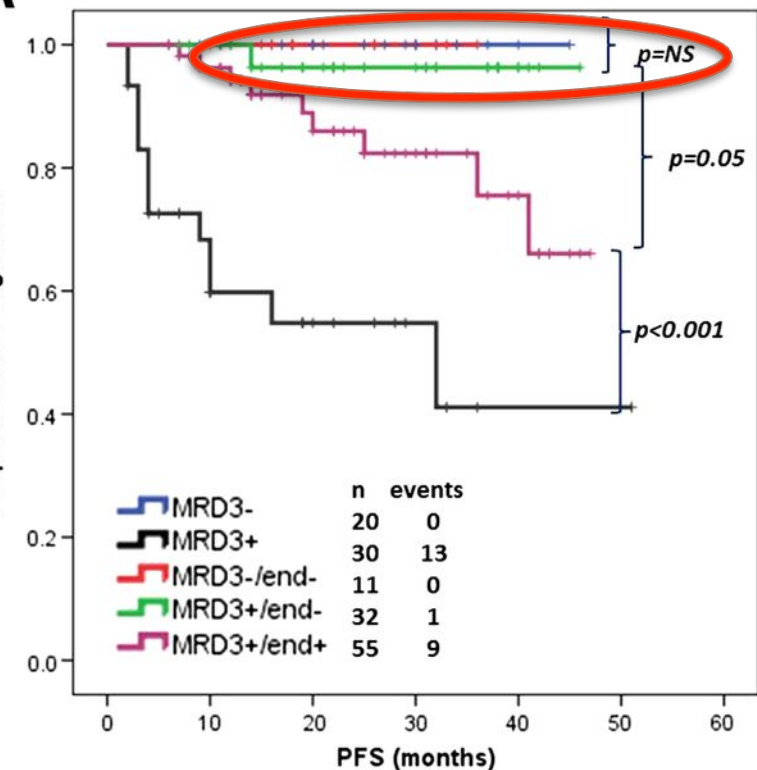 1.0
0.8
0.6
0.4
0.2
0.0
p=NS
p=0.05
p<0.001
n events
MRD3- 20 0
MRD3+ 30 13
MRD3-/end- 11 0
MRD3+/end- 32 1
MRD3+/end+ 55 9
0 10 20 30 40 50 60
PFS (months)